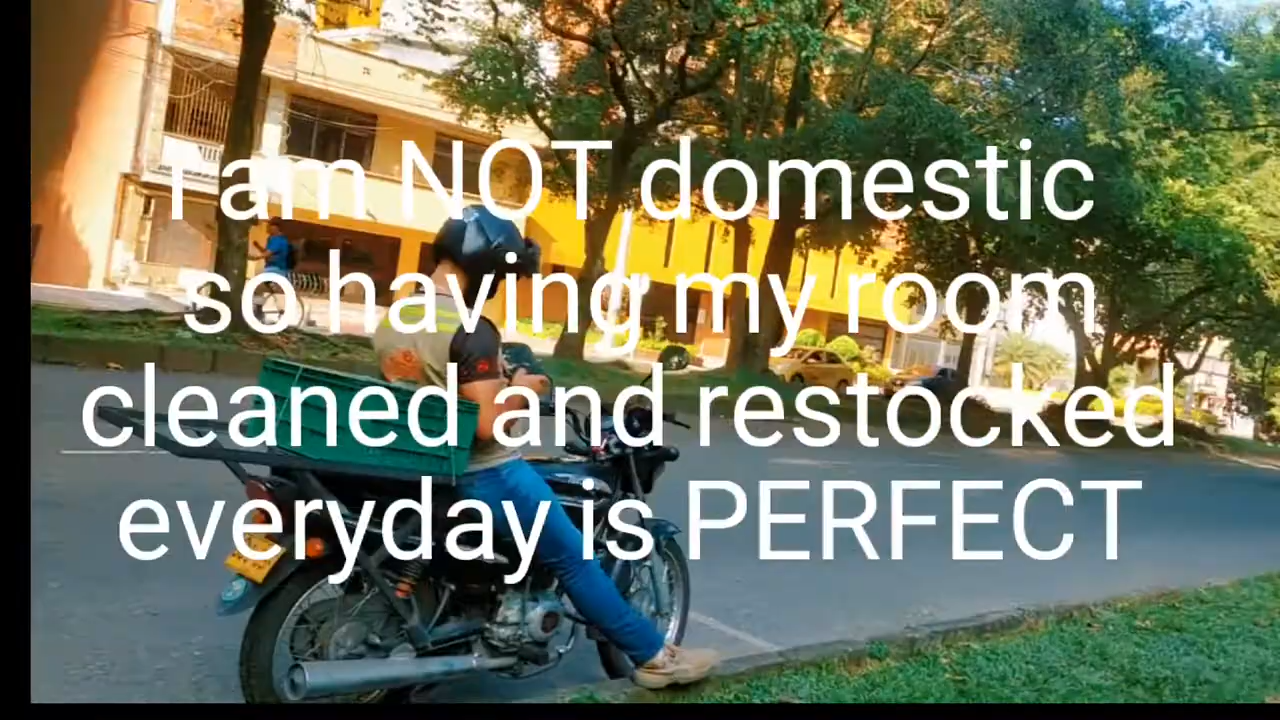 I am NOT domestic
so having my room
cleaned and restocked
everyday is PERFECT